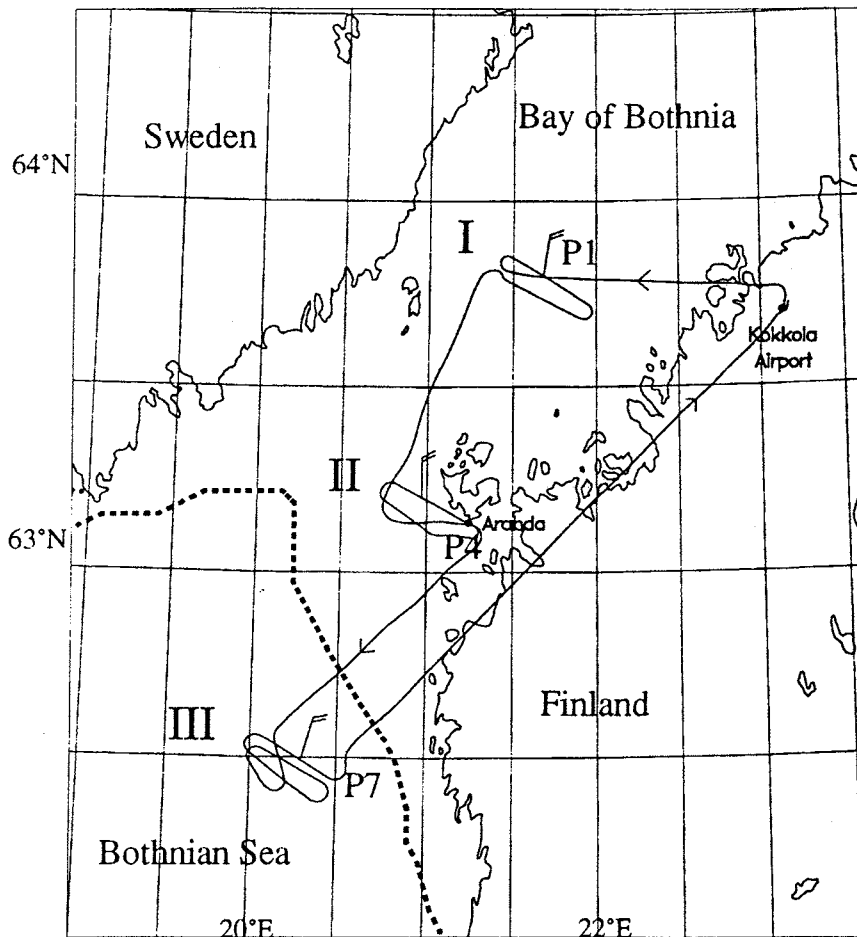 Bay of Bothnia
Sweden
64°N
I
P1
Kokkola
Airport
II
Aranda
63°N
P4
Finland
III
P7
Bothnian Sea
20°E
22°E